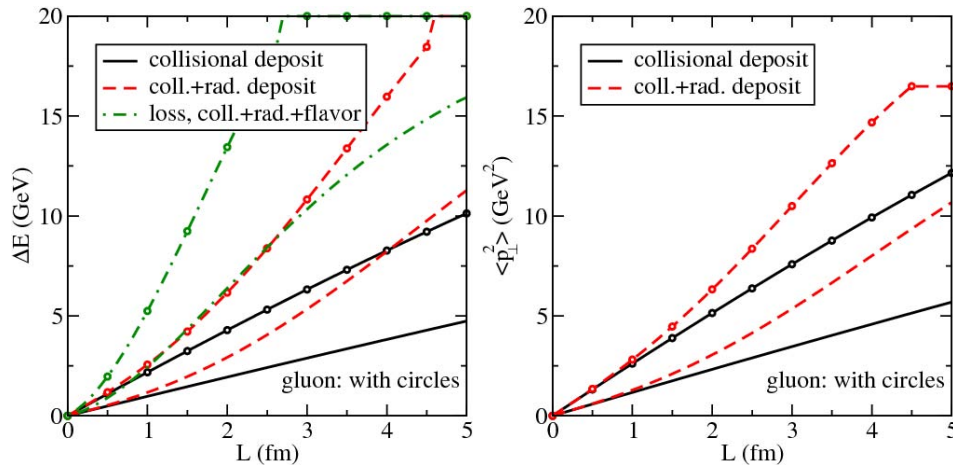 20
15
10
5
0
ΔE (GeV)
collisional deposit
coll.+rad. deposit
loss, coll.+rad.+flavor
gluon: with circles
0 1 2 3 4 5
L (fm)
20
15
10
5
0
<p⊥²> (GeV²)
collisional deposit
coll.+rad. deposit
gluon: with circles
0 1 2 3 4 5
L (fm)